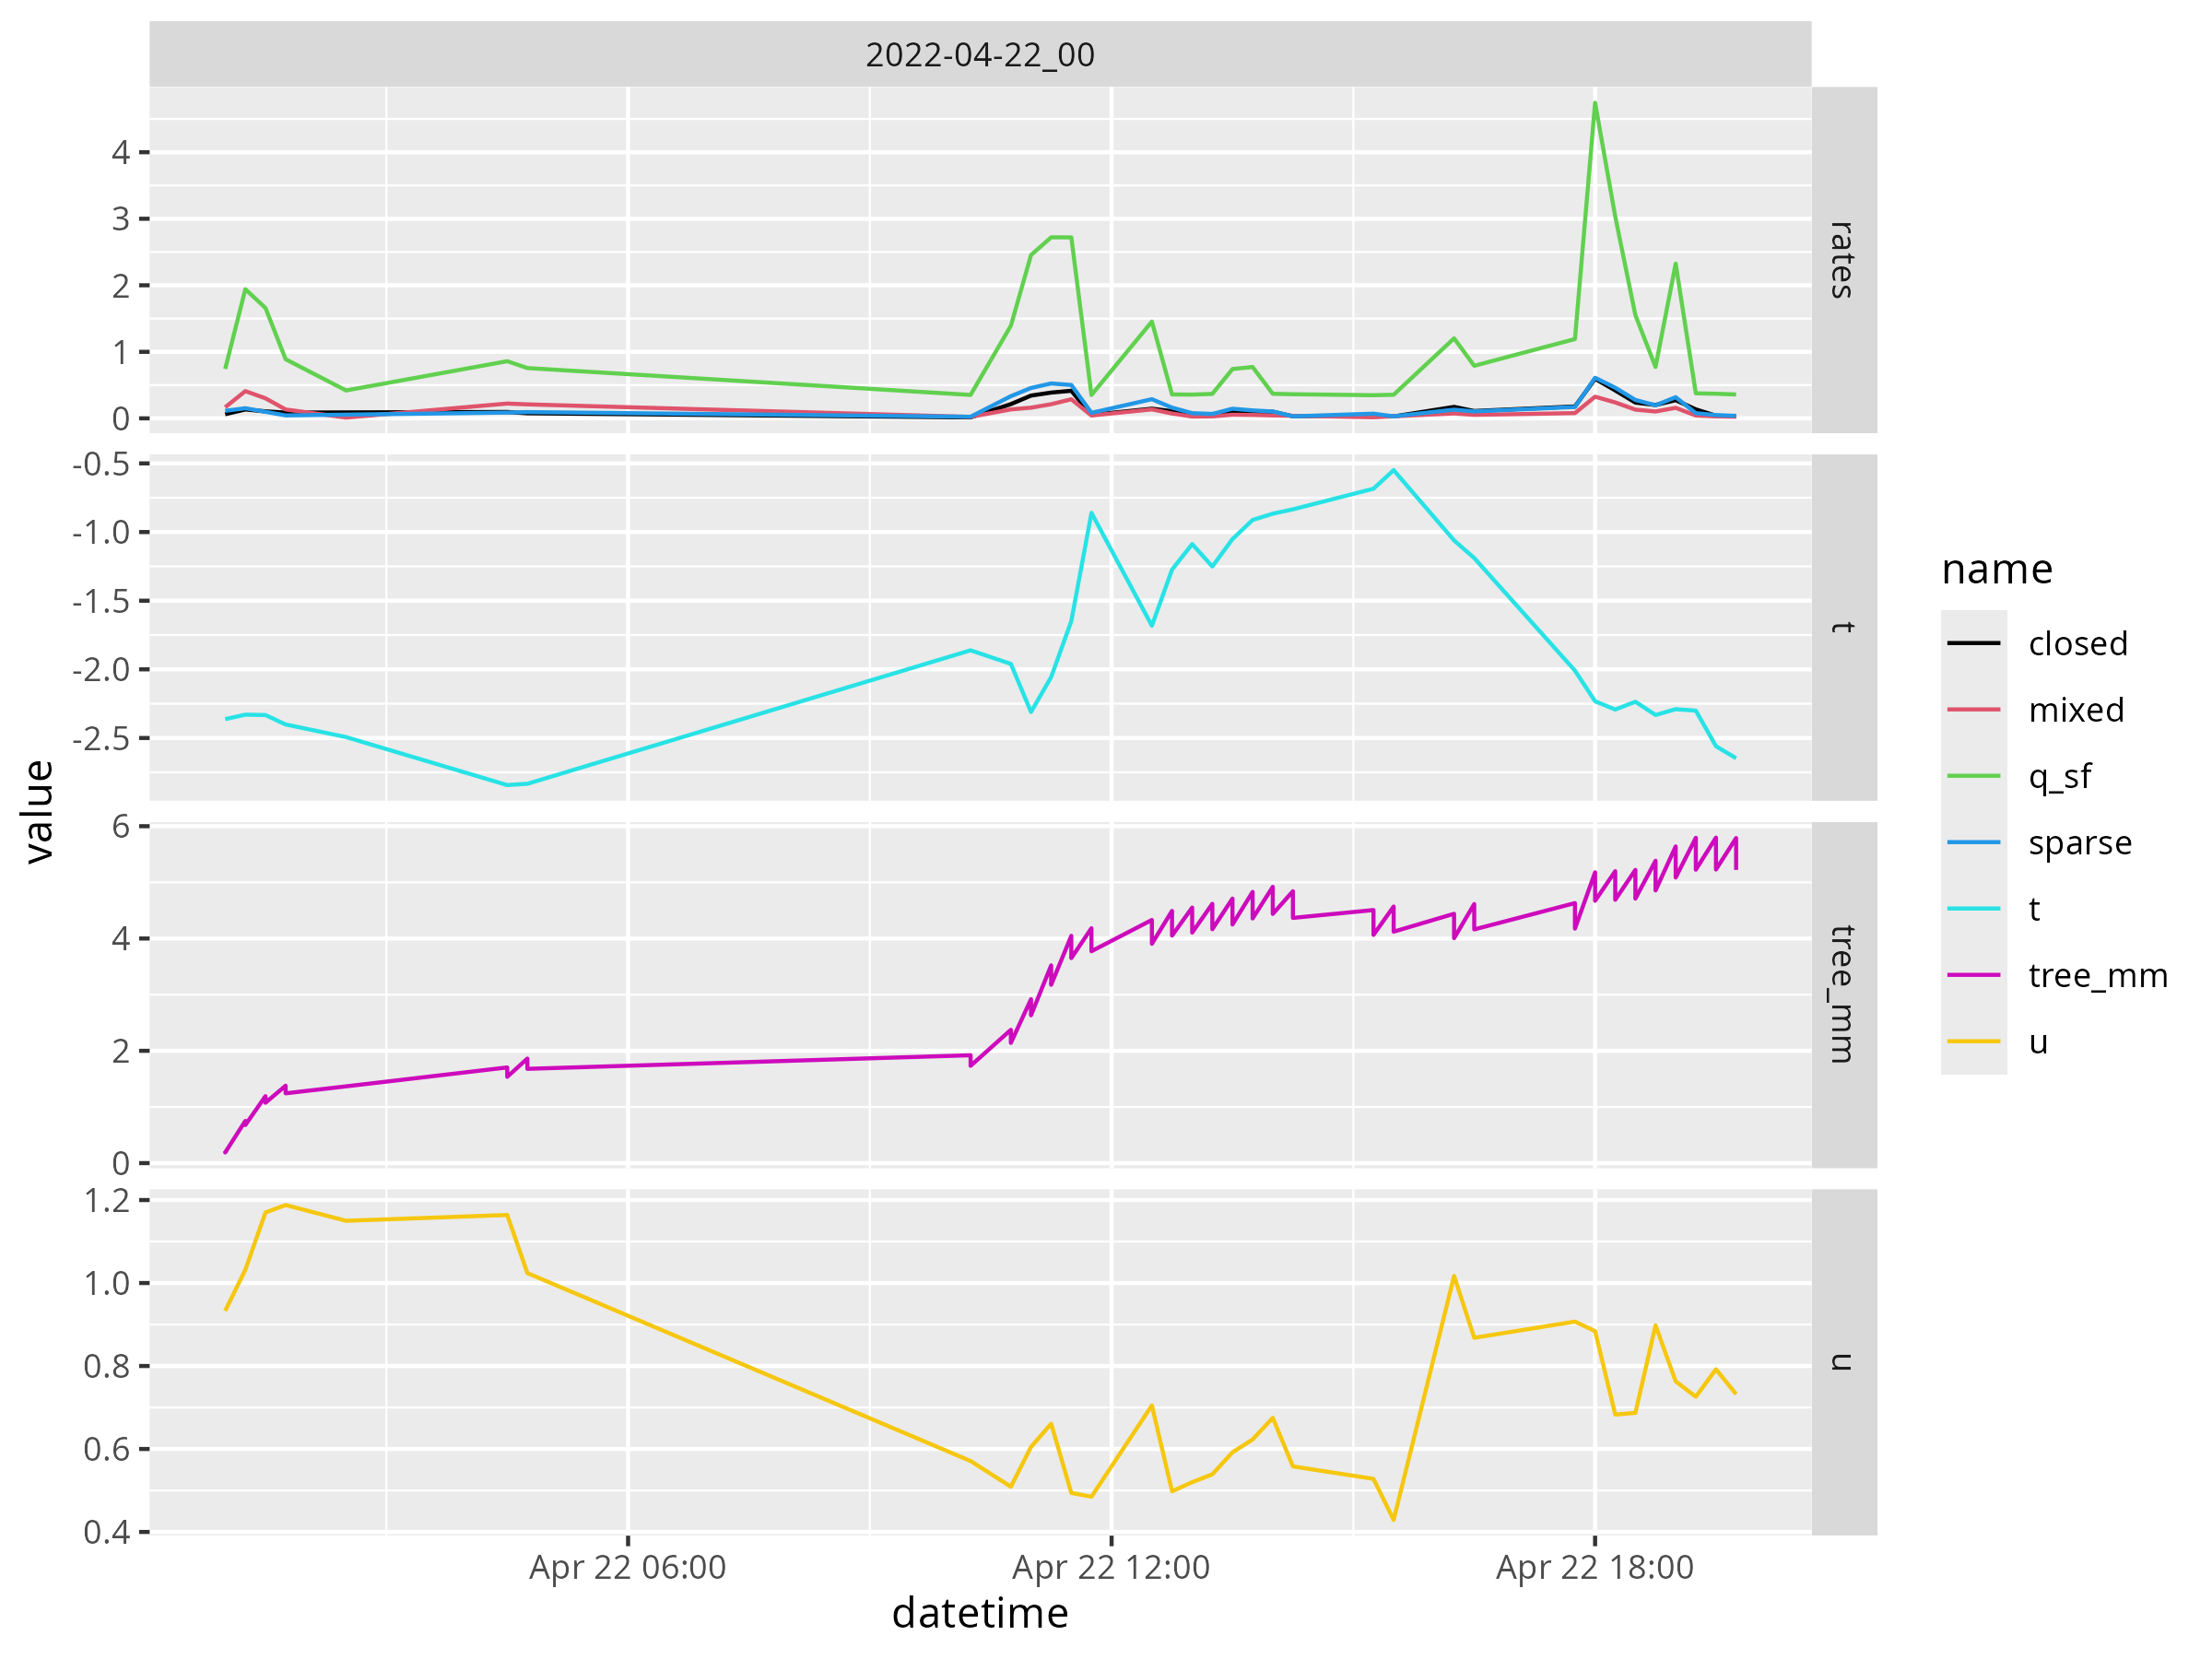 2022-04-22_00
4
3
2
1
0
rates
-0.5
-1.0
-1.5
-2.0
-2.5
t
6
4
2
0
tree_mm
1.2
1.0
0.8
0.6
0.4
u
value
Apr 22 06:00
Apr 22 12:00
Apr 22 18:00
datetime
name
closed
mixed
q_sf
sparse
t
tree_mm
u